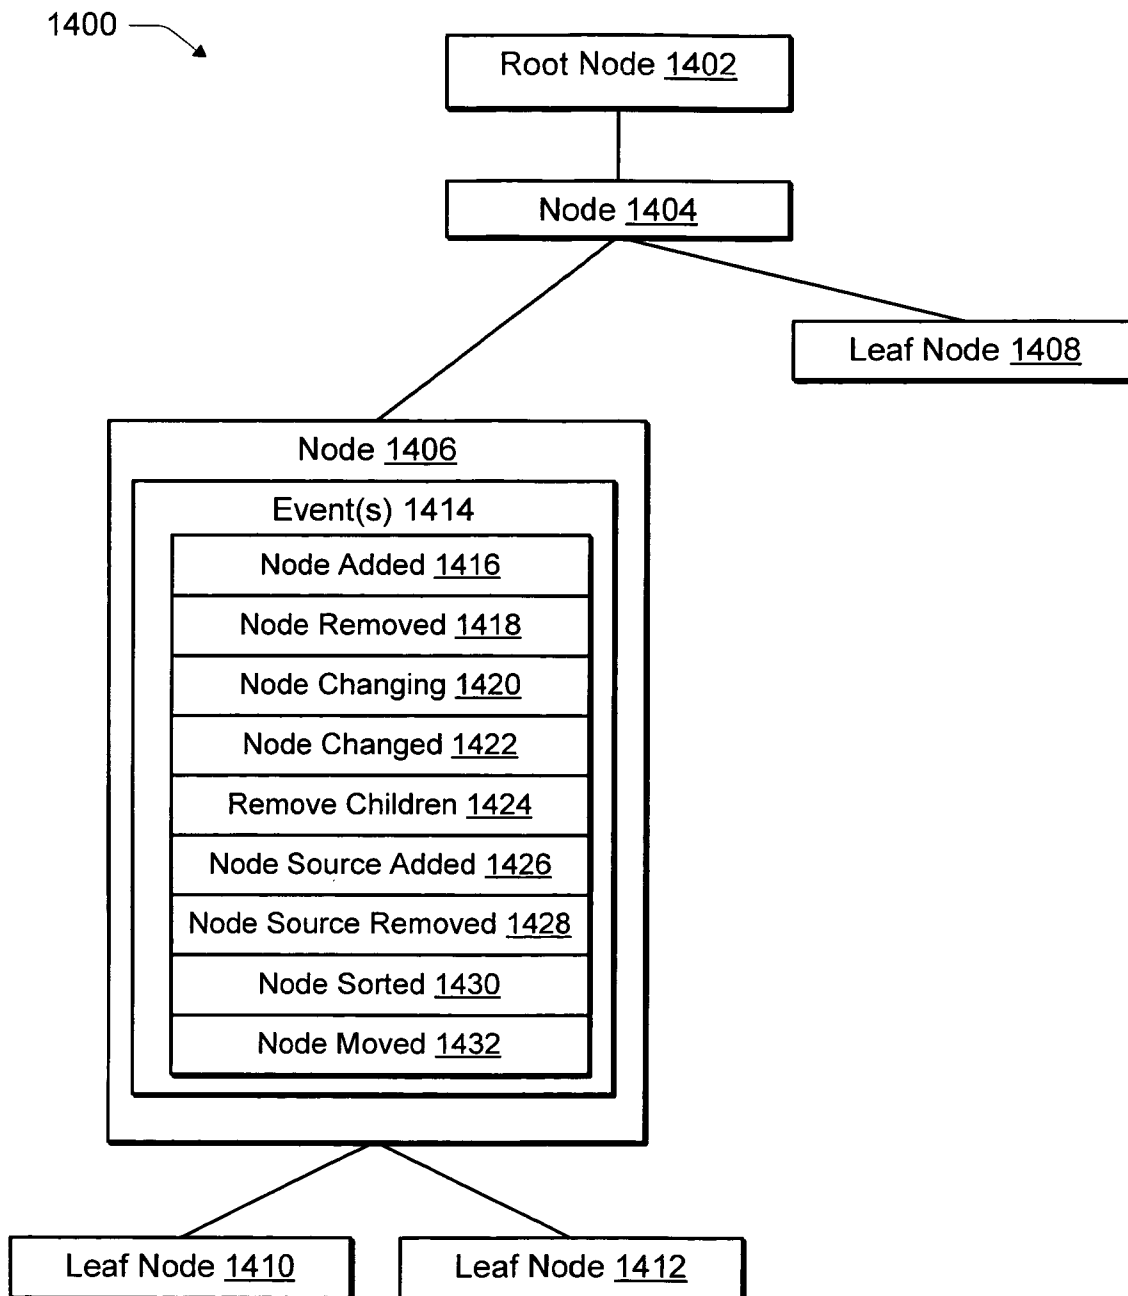 1400
Root Node 1402
Node 1404
Leaf Node 1408
Node 1406
Event(s) 1414
Node Added 1416
Node Removed 1418
Node Changing 1420
Node Changed 1422
Remove Children 1424
Node Source Added 1426
Node Source Removed 1428
Node Sorted 1430
Node Moved 1432
Leaf Node 1410
Leaf Node 1412